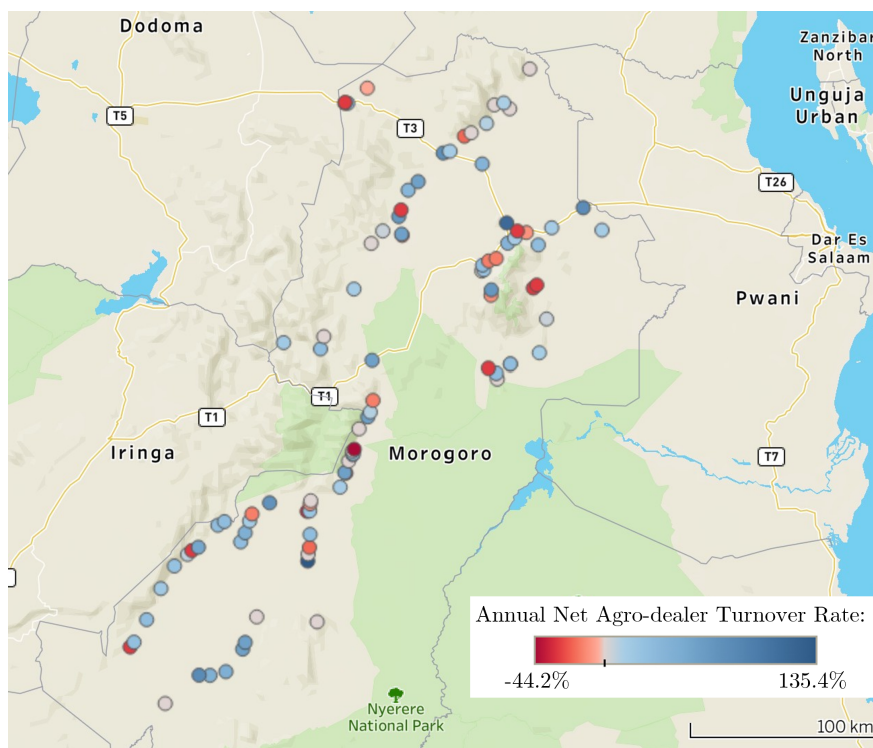 Dodoma
Zanzibar
North
Unguja
Urban
T5
T3
T26
Dar Es
Salaam
Pwani
T1
T1
Iringa
Morogoro
T7
Annual Net Agro-dealer Turnover Rate:
-44.2%
135.4%
Nyerere
National Park
100 km